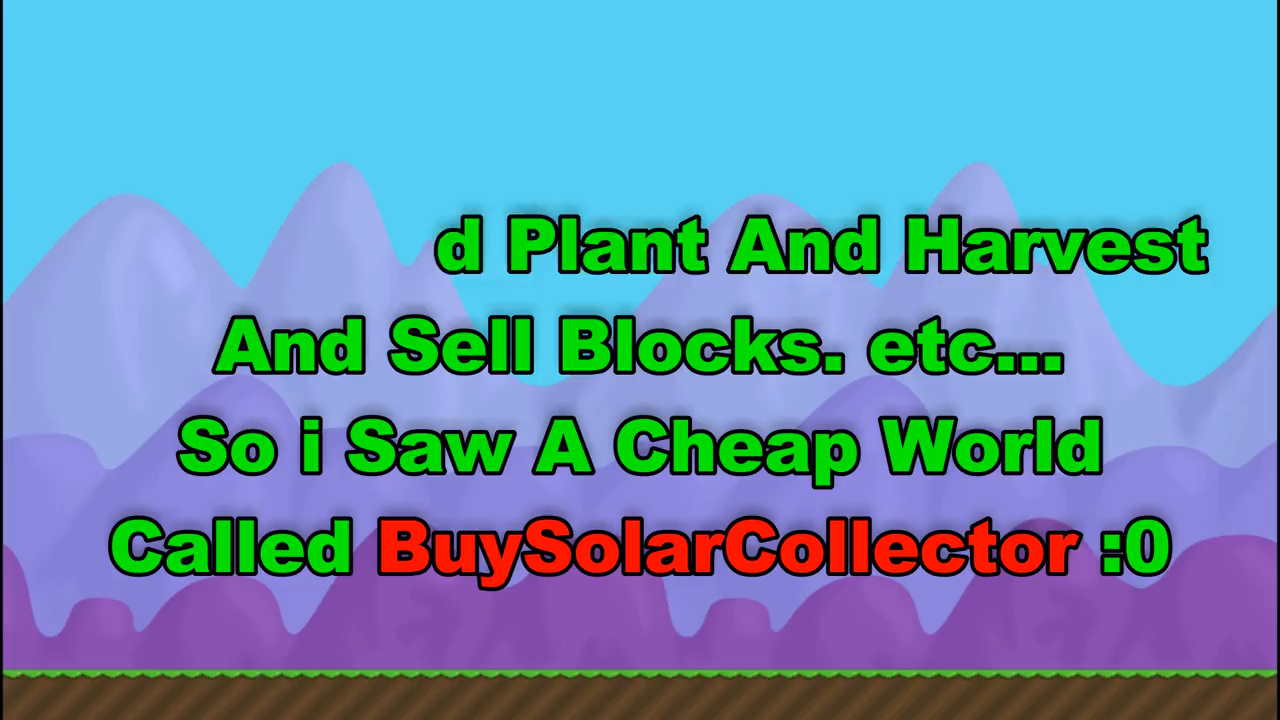 d Plant And Harvest
And Sell Blocks. etc...
So i Saw A Cheap World
Called BuySolarCollector :0